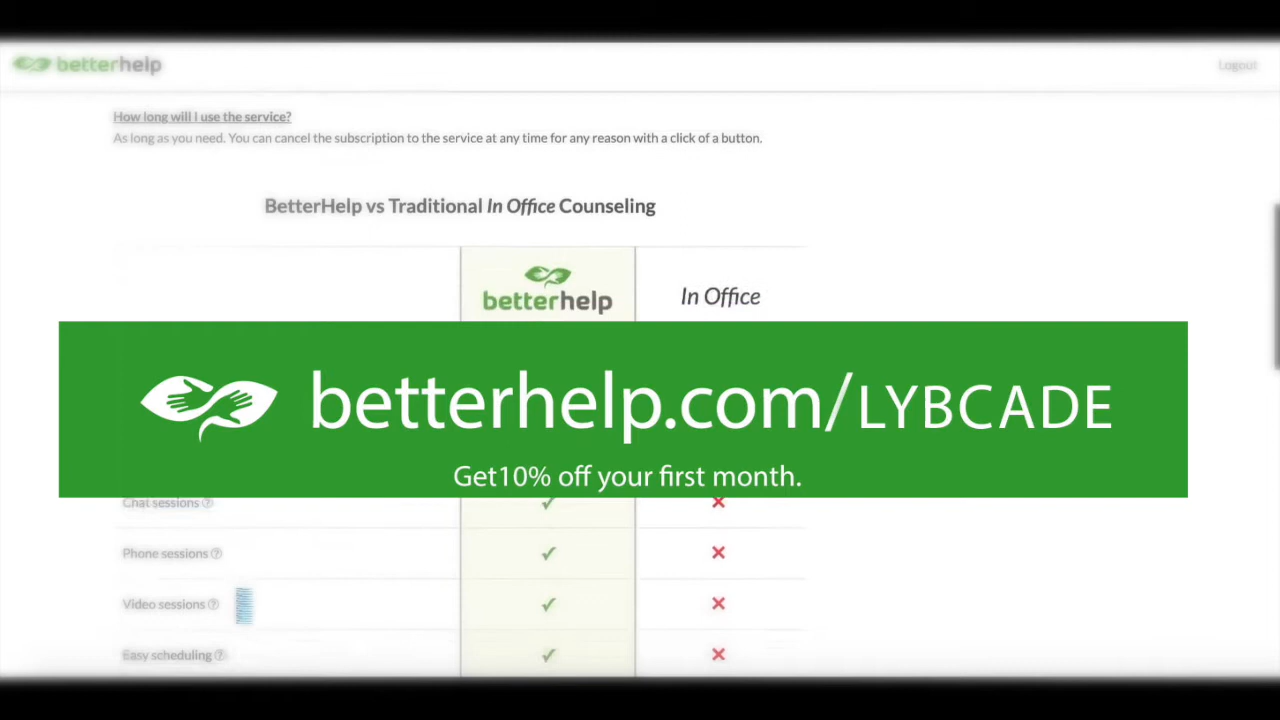 betterhelp
Logout
How long will I use the service?
As long as you need. You can cancel the subscription to the service at any time for any reason with a click of a button.
BetterHelp vs Traditional In Office Counseling
betterhelp
In Office
betterhelp.com/LYBCADE
Get10% off your first month.
Chat sessions
Phone sessions
Video sessions
Easy scheduling